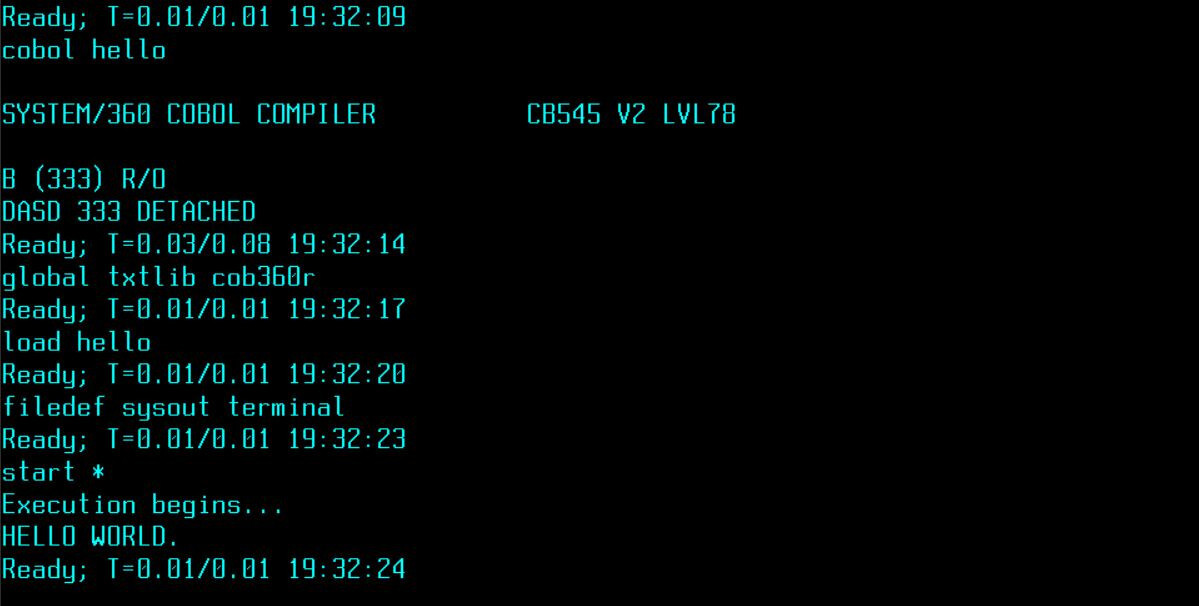 Ready; T=0.01/0.01 19:32:09
cobol hello
SYSTEM/360 COBOL COMPILER CB545 V2 LVL78
B (333) R/O
DASD 333 DETACHED
Ready; T=0.03/0.08 19:32:14
global txtlib cob360r
Ready; T=0.01/0.01 19:32:17
load hello
Ready; T=0.01/0.01 19:32:20
filedef sysout terminal
Ready; T=0.01/0.01 19:32:23
start *
Execution begins...
HELLO WORLD.
Ready; T=0.01/0.01 19:32:24